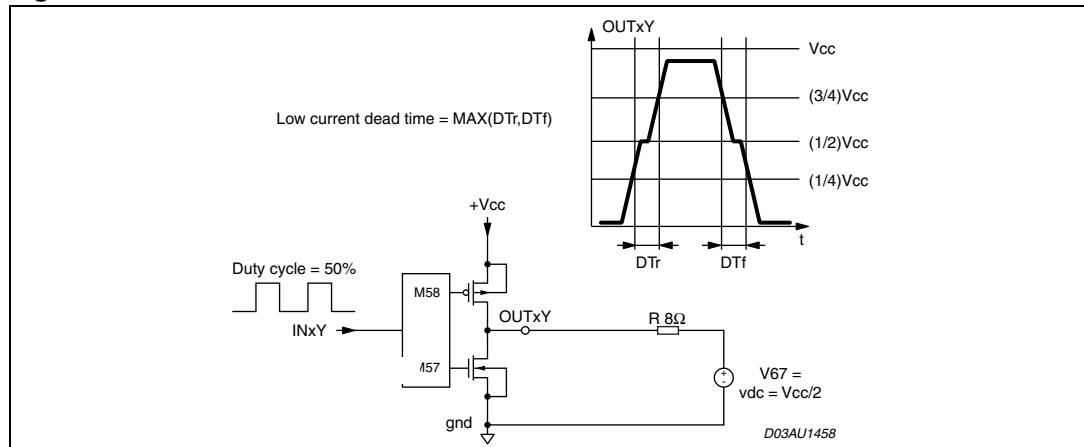 OUTxY
Vcc
(3/4)Vcc
Low current dead time = MAX(DTr,DTf)
(1/2)Vcc
(1/4)Vcc
+Vcc
t
DTr
DTf
Duty cycle = 50%
M58
OUTxY
R 8Ω
INxY
M57
V67 =
vdc = Vcc/2
+
-
gnd
D03AU1458